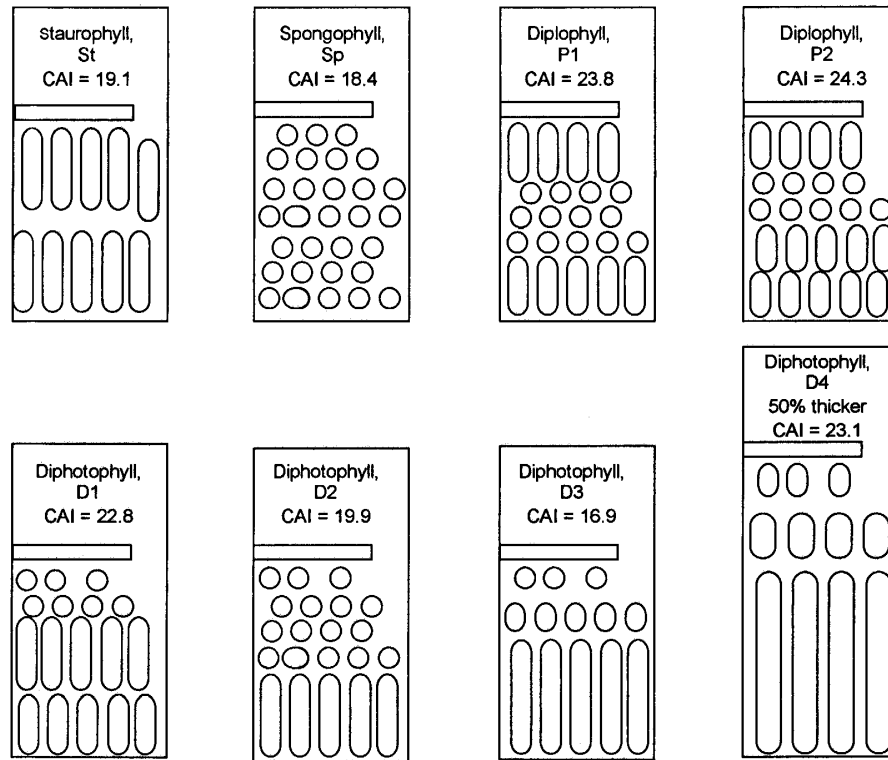 staurophyll,
St
CAI = 19.1
Spongophyll,
Sp
CAI = 18.4
Diplophyll,
P1
CAI = 23.8
Diplophyll,
P2
CAI = 24.3
Diphotophyll,
D1
CAI = 22.8
Diphotophyll,
D2
CAI = 19.9
Diphotophyll,
D3
CAI = 16.9
Diphotophyll,
D4
50% thicker
CAI = 23.1